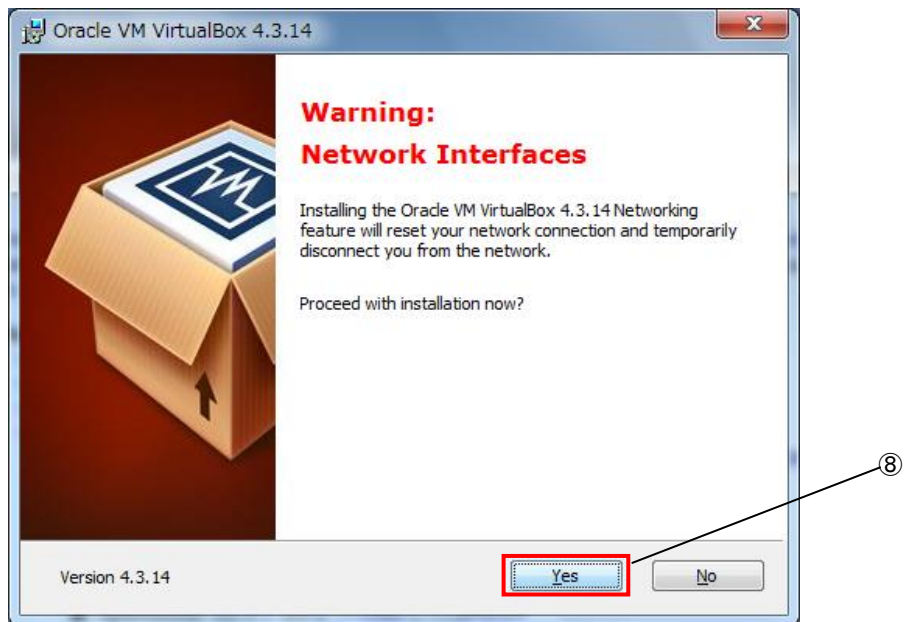 Oracle VM VirtualBox 4.3.14
Warning:
Network Interfaces
Installing the Oracle VM VirtualBox 4.3.14 Networking
feature will reset your network connection and temporarily
disconnect you from the network.
Proceed with installation now?
⑧
Version 4.3.14
Yes
No